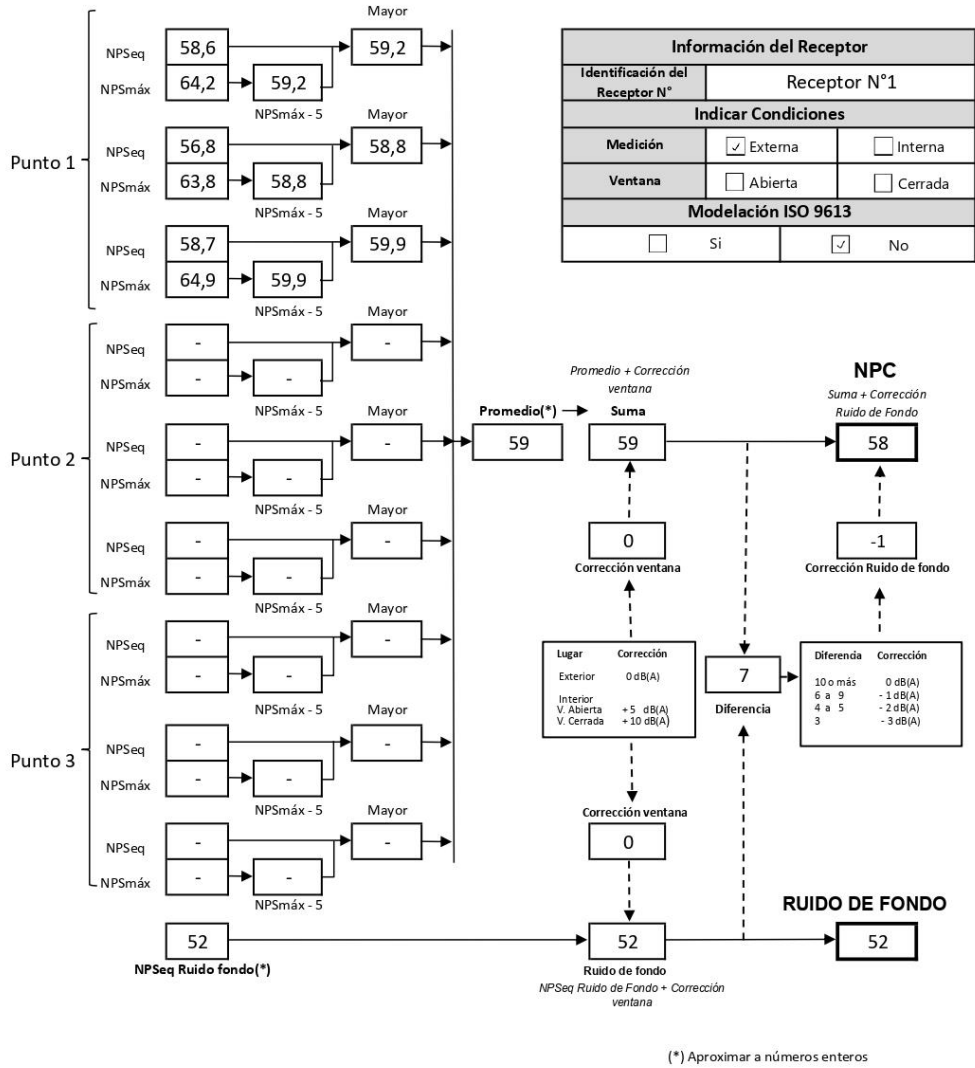 Mayor
NPSeq 58,6 59,2
NPSmáx 64,2 59,2
NPSmáx - 5
Mayor
Punto 1
NPSeq 56,8 58,8
NPSmáx 63,8 58,8
NPSmáx - 5
Mayor
NPSeq 58,7 59,9
NPSmáx 64,9 59,9
NPSmáx - 5
Información del Receptor
Identificación del Receptor N°
Receptor N°1
Indicar Condiciones
Medición ✓ Externa Interna
Ventana Abierta Cerrada
Modelación ISO 9613
Si ✓ No
Mayor
NPSeq - -
NPSmáx - -
NPSmáx - 5
Mayor
Punto 2
NPSeq - -
NPSmáx - -
NPSmáx - 5
Mayor
NPSeq - -
NPSmáx - -
NPSmáx - 5
Mayor
NPSeq - -
NPSmáx - -
NPSmáx - 5
Mayor
Punto 3
NPSeq - -
NPSmáx - -
NPSmáx - 5
Mayor
NPSeq - -
NPSmáx - -
NPSmáx - 5
Promedio(*)
59
Promedio + Corrección
ventana
Suma
59
NPC
Suma + Corrección
Ruido de Fondo
58
0
Corrección ventana
-1
Corrección Ruido de fondo
Lugar Corrección
Exterior 0 dB(A)
Interior
V. Abierta + 5 dB(A)
V. Cerrada + 10 dB(A)
7
Diferencia
Diferencia Corrección
10 o más 0 dB(A)
6 a 9 - 1 dB(A)
4 a 5 - 2 dB(A)
3 - 3 dB(A)
Corrección ventana
0
RUIDO DE FONDO
52 52 52
NPSeq Ruido fondo(*)
Ruido de fondo
NPSeq Ruido de Fondo + Corrección
ventana
(*) Aproximar a números enteros